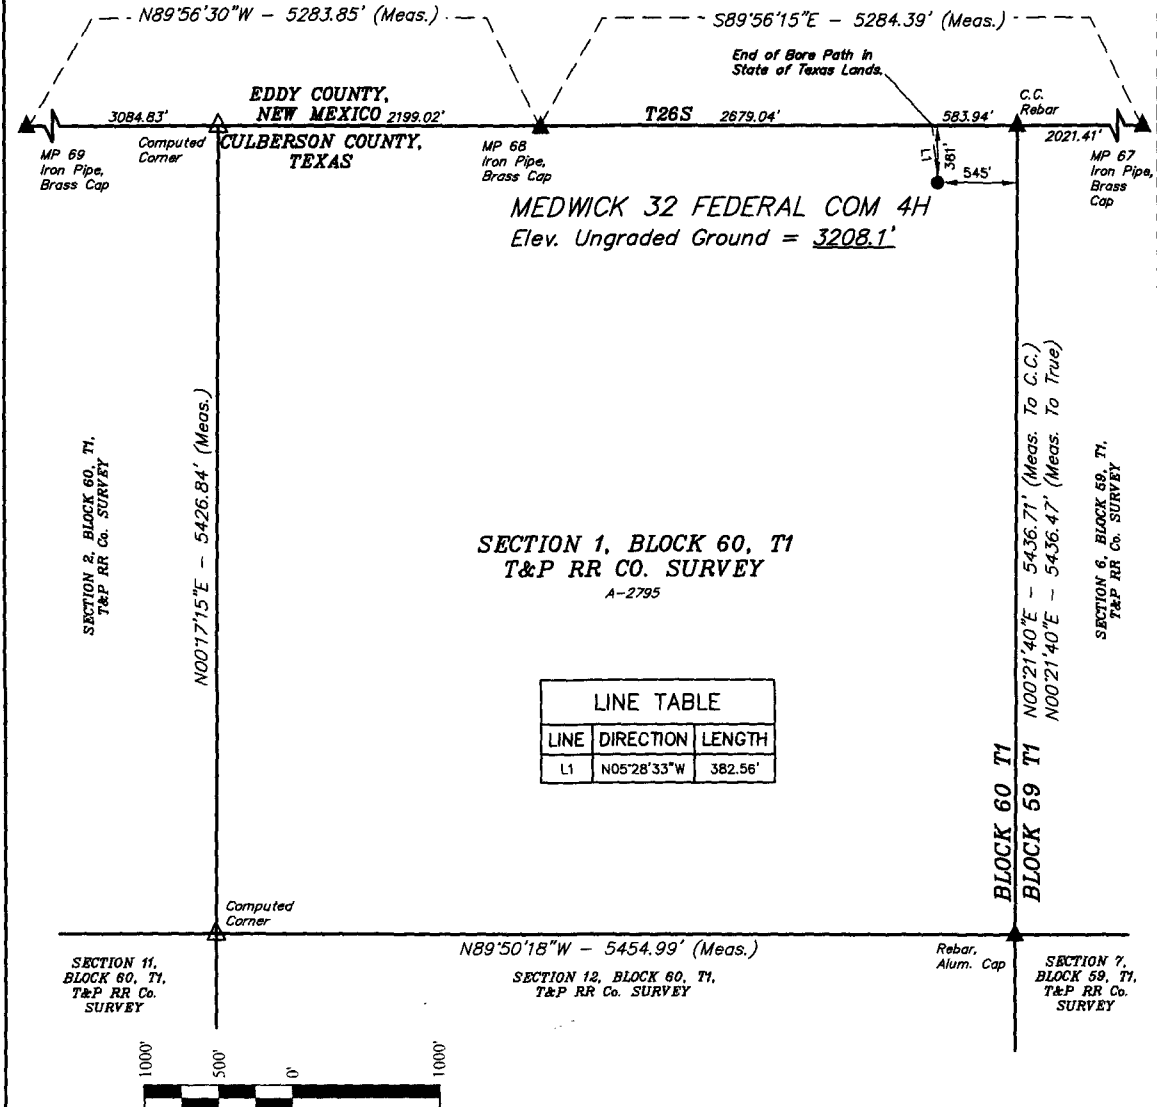 N89°56'30"W - 5283.85' (Meas.)
S89°56'15"E - 5284.39' (Meas.)
End of Bore Path in
State of Texas Lands.
EDDY COUNTY,
NEW MEXICO
3084.83'
2199.02'
T26S
2679.04'
583.94'
C.C.
Rebar
2021.41'
CULBERSON COUNTY,
TEXAS
Computed
Corner
MP 69
Iron Pipe,
Brass Cap
MP 68
Iron Pipe,
Brass Cap
MP 67
Iron Pipe,
Brass
Cap
L1
381'
545'
MEDWICK 32 FEDERAL COM 4H
Elev. Ungraded Ground = 3208.1'
SECTION 2, BLOCK 60, T1,
T&P RR Co. SURVEY
N00°17'15"E - 5426.84' (Meas.)
SECTION 1, BLOCK 60, T1
T&P RR CO. SURVEY
A-2795
N00°21'40"E - 5436.71' (Meas. To C.C.)
N00°21'40"E - 5436.47' (Meas. To True)
SECTION 6, BLOCK 59, T1,
T&P RR Co. SURVEY
LINE TABLE
LINE DIRECTION LENGTH
L1 N05°28'33"W 382.56'
BLOCK 60 T1
BLOCK 59 T1
Computed
Corner
N89°50'18"W - 5454.99' (Meas.)
Rebar,
Alum. Cap
SECTION 11,
BLOCK 60, T1,
T&P RR Co.
SURVEY
SECTION 12, BLOCK 60, T1,
T&P RR Co. SURVEY
SECTION 7,
BLOCK 59, T1,
T&P RR Co.
SURVEY
1000'
500'
0'
1000'